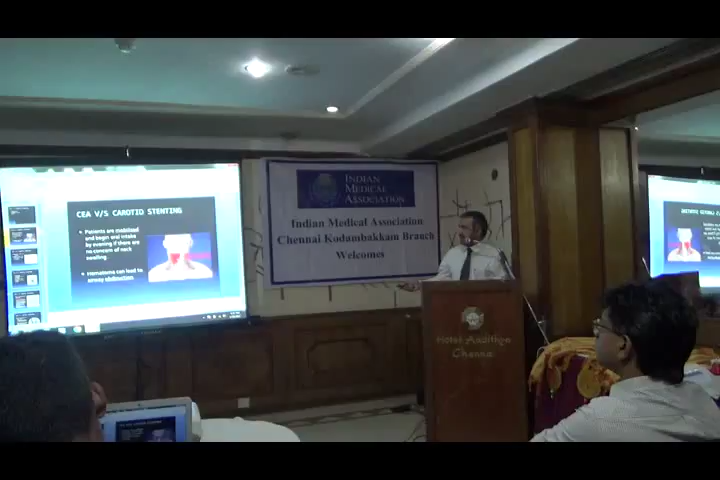 CEA V/S CAROTID STENTING
Patients are mobilised
and begin oral intake
by evening if there are
no concern of neck
swelling.
Hematoma can lead to
airway obstruction.
INDIAN
MEDICAL
ASSOCIATION
Indian Medical Association
Chennai Kodambakkam Branch
Welcomes
Hotel Aadithya
Chennai